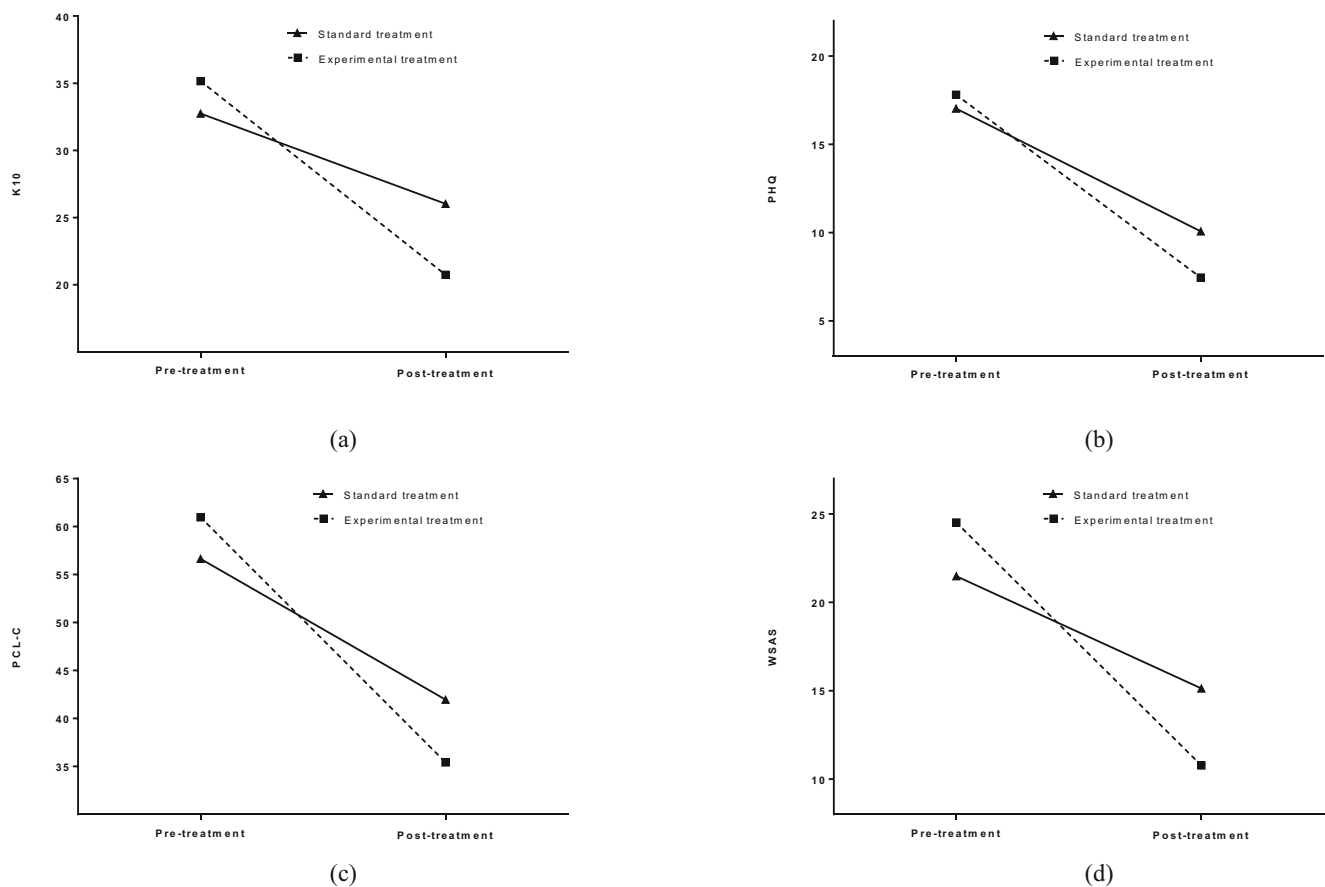 40
35
30
25
20
K10
Standard treatment
Experimental treatment
Pre-treatment
Post-treatment
(a)
20
15
10
5
PHQ
Standard treatment
Experimental treatment
Pre-treatment
Post-treatment
(b)
65
60
55
50
45
40
35
PCL-C
Standard treatment
Experimental treatment
Pre-treatment
Post-treatment
(c)
25
20
15
10
WSAS
Standard treatment
Experimental treatment
Pre-treatment
Post-treatment
(d)